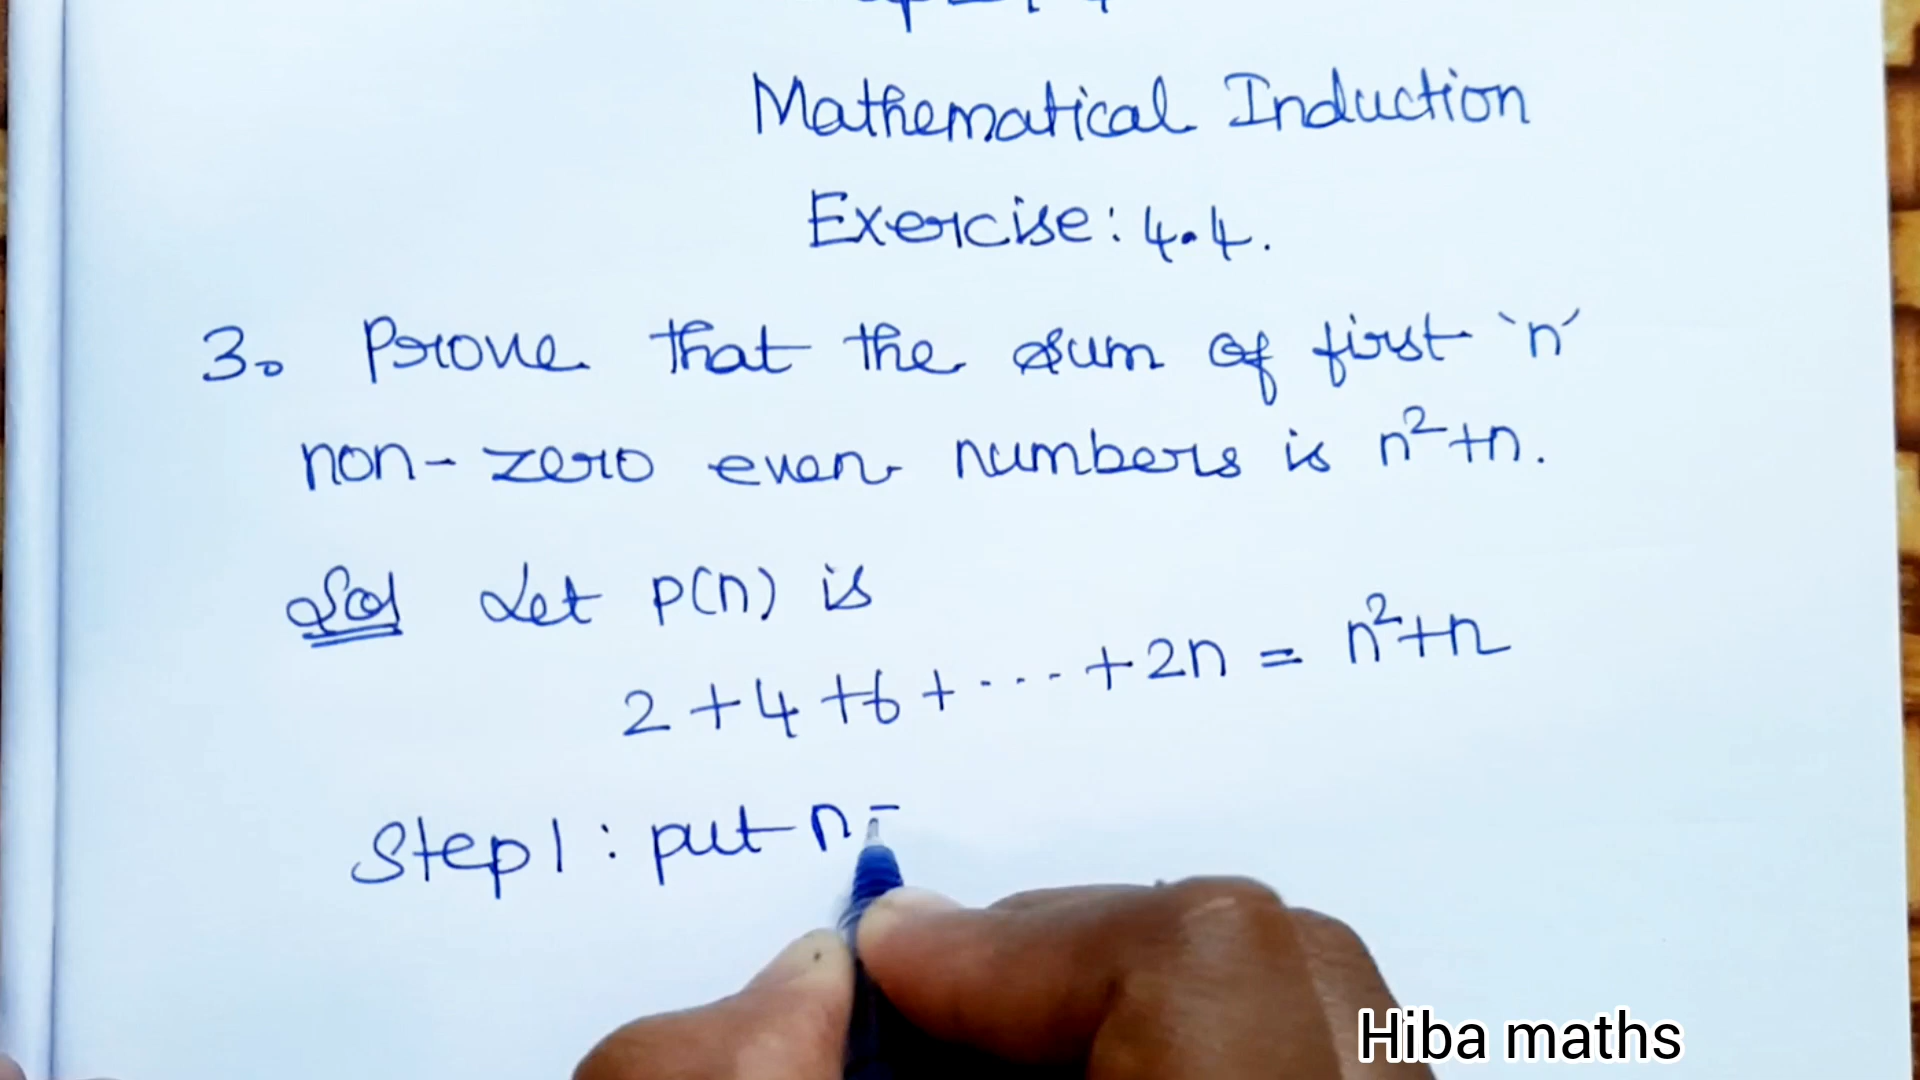 Mathematical Induction
Exercise: 4.4.
3. Prove that the sum of first 'n'
non-zero even numbers is n²+n.
Sol Let P(n) is
2+4+6+...+2n = n²+n
Step 1: put n
Hiba maths